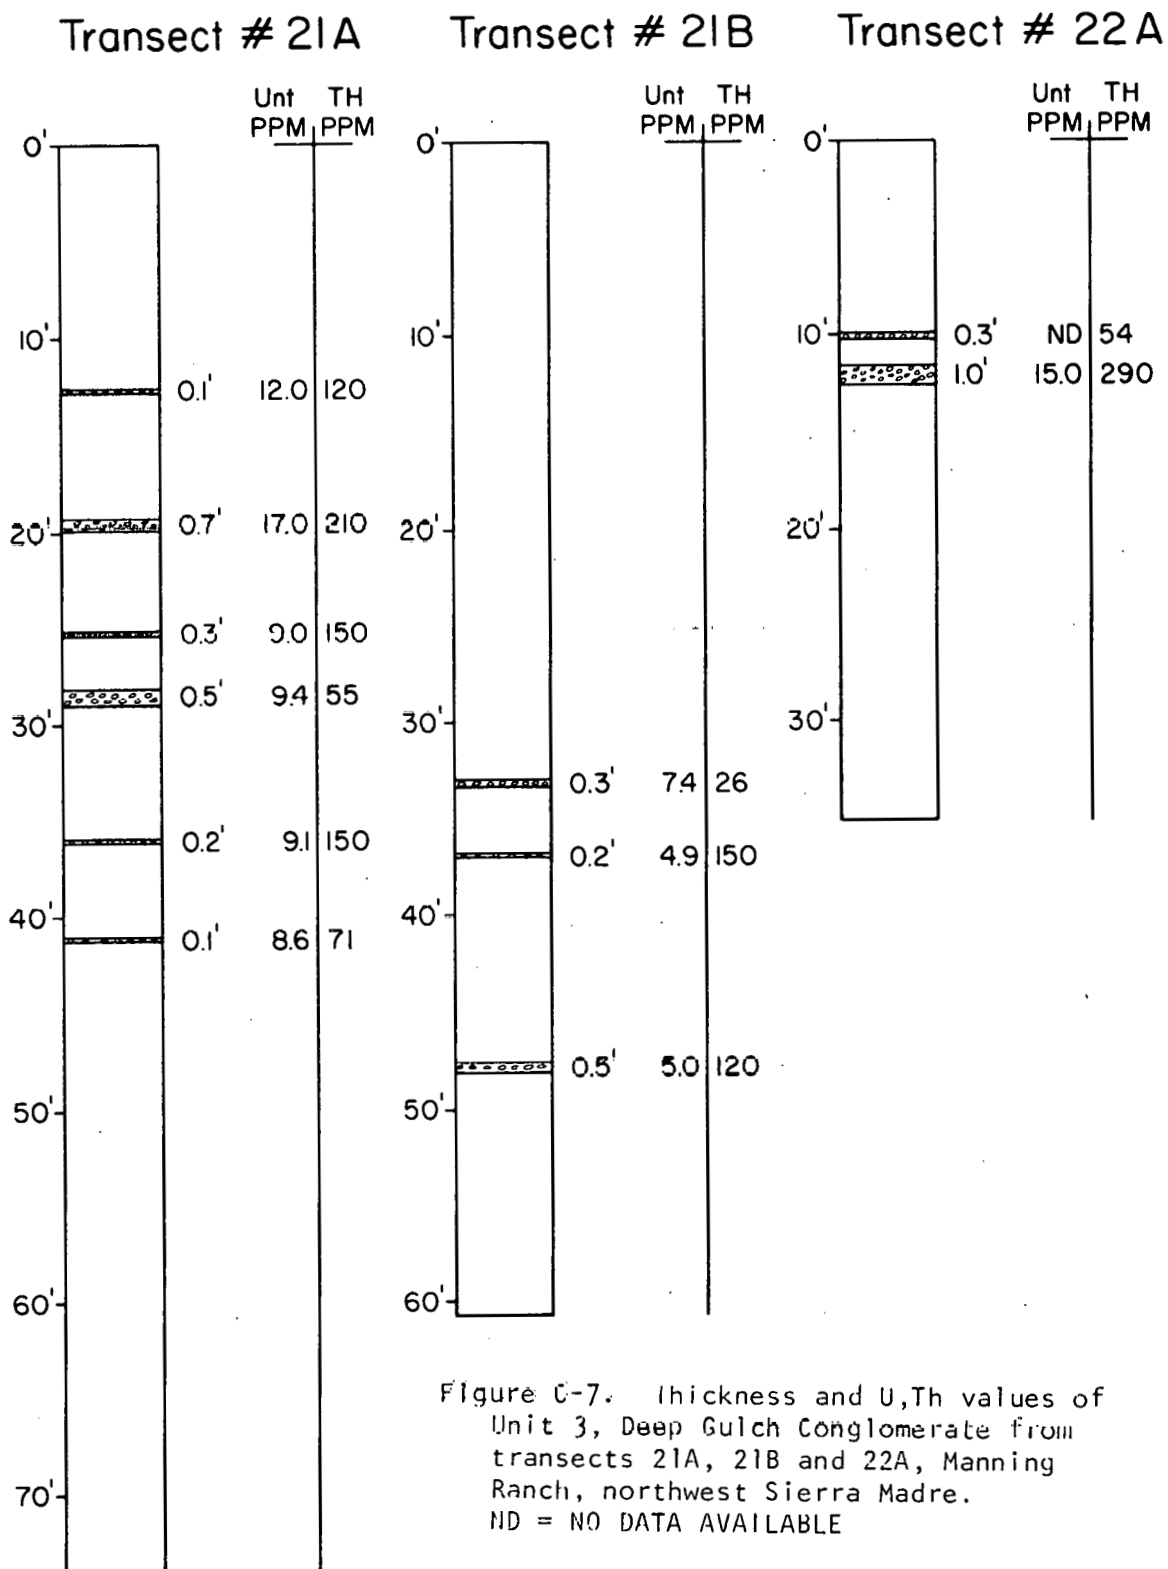 Transect # 21A
Unt TH
PPM PPM
0'
10'
0.1' 12.0 120
0.7' 17.0 210
20'
0.3' 9.0 150
0.5' 9.4 55
30'
0.2' 9.1 150
40'
0.1' 8.6 71
50'
60'
70'
Transect # 21B
Unt TH
PPM PPM
0'
10'
20'
30'
0.3' 7.4 26
0.2' 4.9 150
40'
0.5' 5.0 120
50'
60'
Transect # 22A
Unt TH
PPM PPM
0'
10'
0.3' ND 54
1.0' 15.0 290
20'
30'
Figure C-7. Thickness and U,Th values of
Unit 3, Deep Gulch Conglomerate from
transects 21A, 21B and 22A, Manning
Ranch, northwest Sierra Madre.
ND = NO DATA AVAILABLE